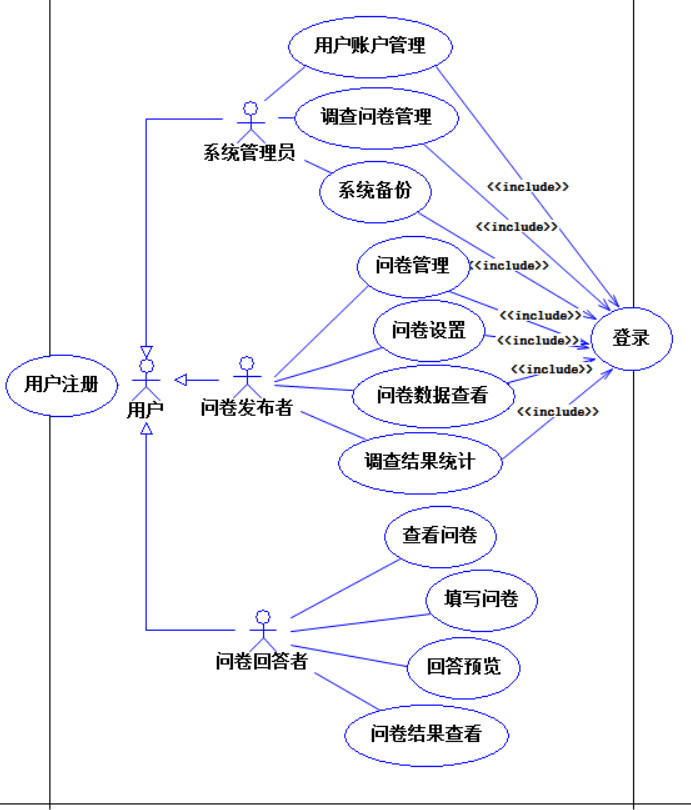 用户账户管理
调查问卷管理
系统管理员
系统备份
<<include>>
<<include>>
<<include>>
问卷管理
<<include>>
问卷设置
<<include>>
登录
<<include>>
用户注册
用户
问卷发布者
问卷数据查看
<<include>>
调查结果统计
查看问卷
填写问卷
问卷回答者
回答预览
问卷结果查看